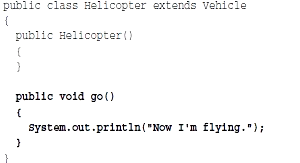 public class Helicopter extends Vehicle
{
  public Helicopter()
  {
  }

  public void go()
  {
    System.out.println("Now I'm flying.");
  }
}